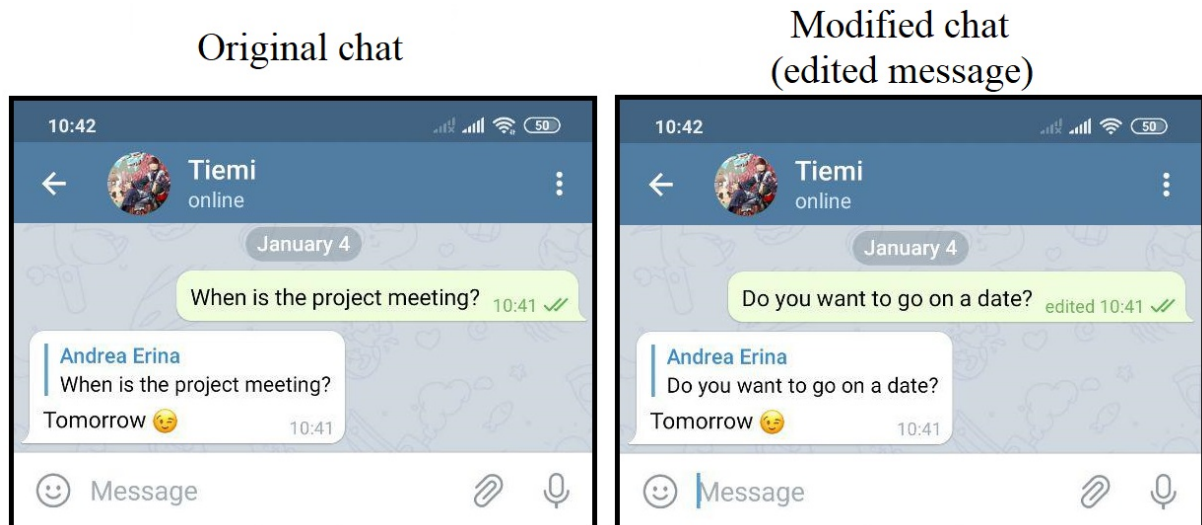 Original chat
10:42
50
Tiemi
online
January 4
When is the project meeting? 10:41
Andrea Erina
When is the project meeting?
Tomorrow 😉 10:41
Message
Modified chat
(edited message)
10:42
50
Tiemi
online
January 4
Do you want to go on a date? edited 10:41
Andrea Erina
Do you want to go on a date?
Tomorrow 😉 10:41
Message